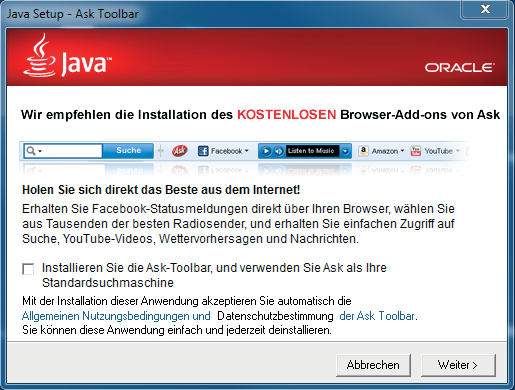 Java Setup - Ask Toolbar
Java™
ORACLE
Wir empfehlen die Installation des KOSTENLOSEN Browser-Add-ons von Ask
Suche Ask Facebook Listen to Music Amazon YouTube
Holen Sie sich direkt das Beste aus dem Internet!
Erhalten Sie Facebook-Statusmeldungen direkt über Ihren Browser, wählen Sie
aus Tausenden der besten Radiosender, und erhalten Sie einfachen Zugriff auf
Suche, YouTube-Videos, Wettervorhersagen und Nachrichten.
Installieren Sie die Ask-Toolbar, und verwenden Sie Ask als Ihre
Standardsuchmaschine
Mit der Installation dieser Anwendung akzeptieren Sie automatisch die
Allgemeinen Nutzungsbedingungen und Datenschutzbestimmung der Ask Toolbar.
Sie können diese Anwendung einfach und jederzeit deinstallieren.
Abbrechen Weiter >